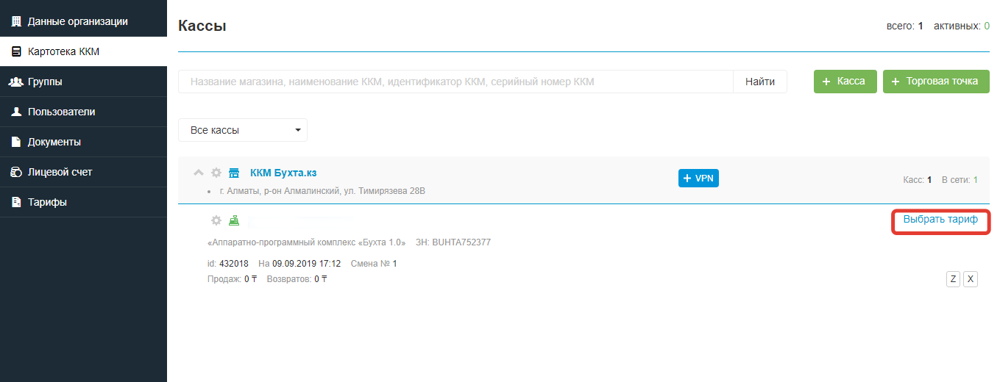 Данные организации
Картотека ККМ
Группы
Пользователи
Документы
Лицевой счет
Тарифы
Кассы
всего: 1 активных: 0
Название магазина, наименование ККМ, идентификатор ККМ, серийный номер ККМ
Найти
+ Касса
+ Торговая точка
Все кассы
ККМ Бухта.кз
+ VPN
Касс: 1 В сети: 1
• г. Алматы, р-он Алмалинский, ул. Тимирязева 28В
Выбрать тариф
«Аппаратно-программный комплекс «Бухта 1.0» ЗН: BUHTA752377
id: 432018 На 09.09.2019 17:12 Смена № 1
Продаж: 0 ₸ Возвратов: 0 ₸
Z X